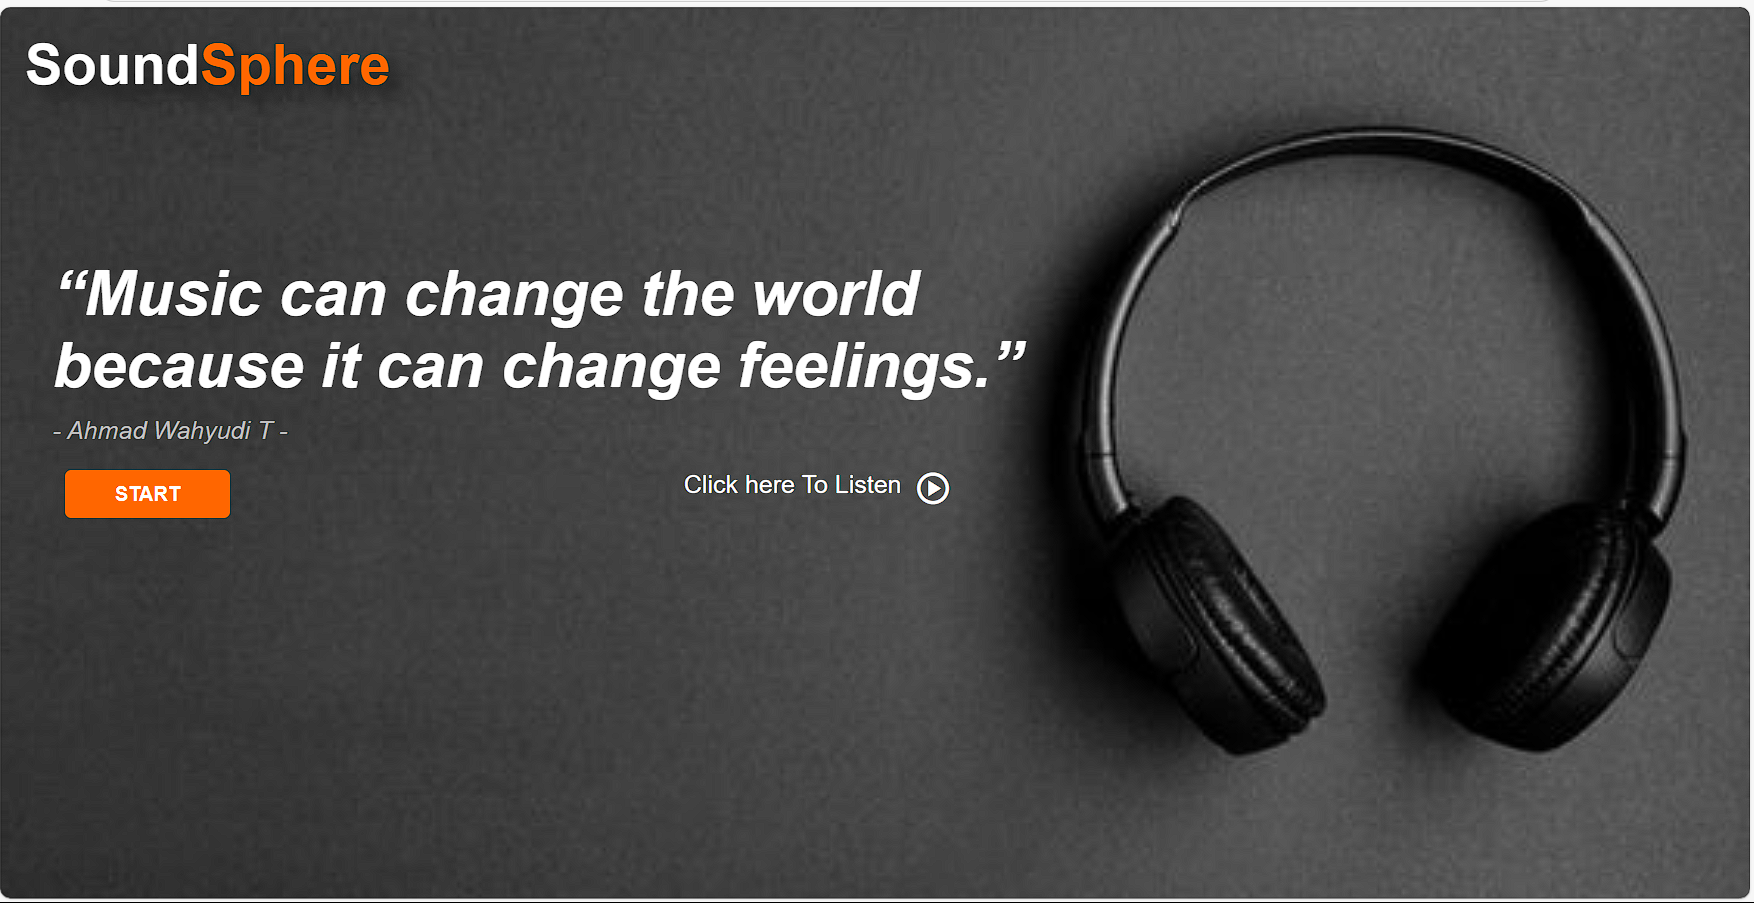 SoundSphere
“Music can change the world
because it can change feelings.”
- Ahmad Wahyudi T -
START
Click here To Listen